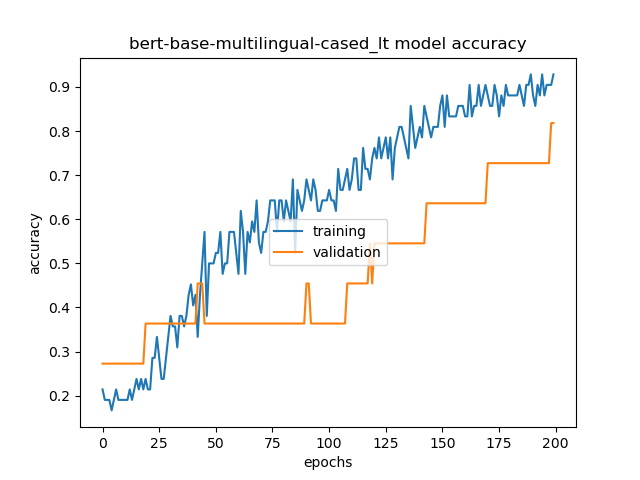 bert-base-multilingual-cased_lt model accuracy
0.9
0.8
0.7
0.6
0.5
0.4
0.3
0.2
accuracy
training
validation
0 25 50 75 100 125 150 175 200
epochs